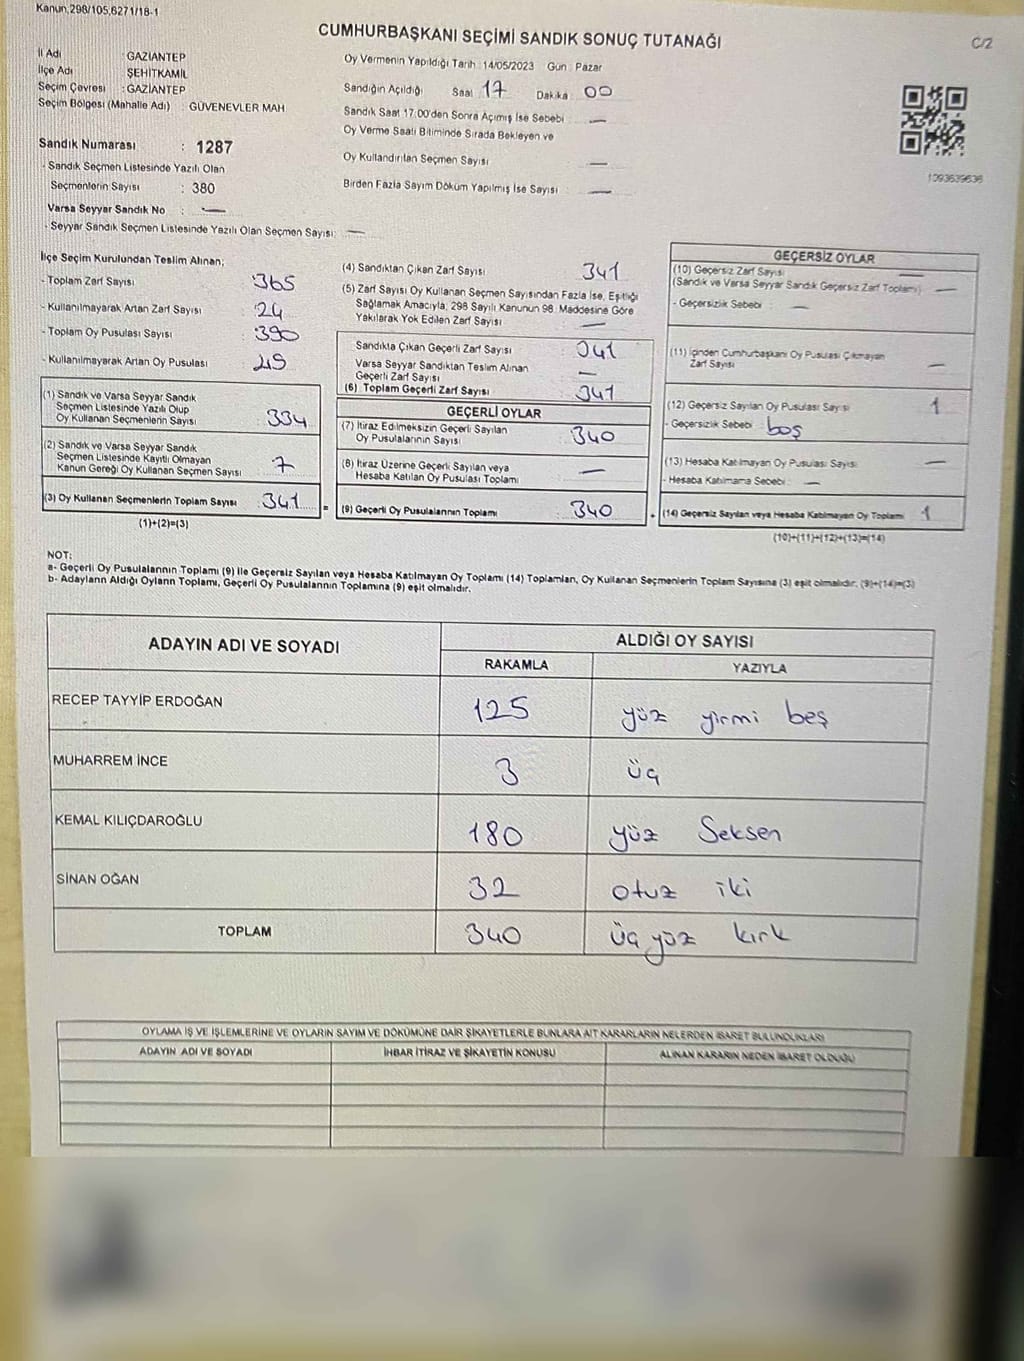 Kanun,298/105,6271/18-1
CUMHURBAŞKANI SEÇİMİ SANDIK SONUÇ TUTANAĞI
C/2
İl Adı : GAZİANTEP
İlçe Adı : ŞEHİTKAMİL
Seçim Çevresi : GAZİANTEP
Seçim Bölgesi (Mahalle Adı) : GÜVENEVLER MAH
Sandık Numarası : 1287
- Sandık Seçmen Listesinde Yazılı Olan
Seçmenlerin Sayısı : 380
Varsa Seyyar Sandık No : —
- Seyyar Sandık Seçmen Listesinde Yazılı Olan Seçmen Sayısı: —
Oy Vermenin Yapıldığı Tarih :14/05/2023 Gün : Pazar
Sandığın Açıldığı Saat 17 Dakika 00
Sandık Saat 17:00'den Sonra Açımış İse Sebebi : —
Oy Verme Saati Bitiminde Sırada Bekleyen ve
Oy Kullandırılan Seçmen Sayısı —
Birden Fazla Sayım Döküm Yapılmış İse Sayısı : —
1293639636
İlçe Seçim Kurulundan Teslim Alınan;
- Toplam Zarf Sayısı : 365
- Kullanılmayarak Artan Zarf Sayısı : 24
- Toplam Oy Pusulası Sayısı : 390
- Kullanılmayarak Artan Oy Pusulası : 49
(1) Sandık ve Varsa Seyyar Sandık
Seçmen Listesinde Yazılı Olup
Oy Kullanan Seçmenlerin Sayısı : 334
(2) Sandık ve Varsa Seyyar Sandık
Seçmen Listesinde Kayıtlı Olmayan
Kanun Gereği Oy Kullanan Seçmen Sayısı : 7
(3) Oy Kullanan Seçmenlerin Toplam Sayısı : 341
(1)+(2)=(3)
(4) Sandıktan Çıkan Zarf Sayısı : 341
(5) Zarf Sayısı Oy Kullanan Seçmen Sayısından Fazla İse, Eşitliği
Sağlamak Amacıyla, 298 Sayılı Kanunun 98. Maddesine Göre
Yakılarak Yok Edilen Zarf Sayısı : —
Sandıkta Çıkan Geçerli Zarf Sayısı : 341
Varsa Seyyar Sandıktan Teslim Alınan
Geçerli Zarf Sayısı : —
(6) Toplam Geçerli Zarf Sayısı : 341
GEÇERLİ OYLAR
(7) İtiraz Edilmeksizin Geçerli Sayılan
Oy Pusulalarının Sayısı : 340
(8) İtiraz Üzerine Geçerli Sayılan veya
Hesaba Katılan Oy Pusulası Toplamı : —
= (9) Geçerli Oy Pusulalarının Toplamı : 340
GEÇERSİZ OYLAR
(10) Geçersiz Zarf Sayısı : —
(Sandık ve Varsa Seyyar Sandık Geçersiz Zarf Toplamı) —
- Geçersizlik Sebebi : —
(11) İçinden Cumhurbaşkanı Oy Pusulası Çıkmayan
Zarf Sayısı : —
(12) Geçersiz Sayılan Oy Pusulası Sayısı : 1
- Geçersizlik Sebebi : boş
(13) Hesaba Katılmayan Oy Pusulası Sayısı : —
- Hesaba Katılmama Sebebi : —
+ (14) Geçersiz Sayılan veya Hesaba Katılmayan Oy Toplamı : 1
(10)+(11)+(12)+(13)=(14)
NOT:
a- Geçerli Oy Pusulalarının Toplamı (9) İle Geçersiz Sayılan veya Hesaba Katılmayan Oy Toplamı (14) Toplamları, Oy Kullanan Seçmenlerin Toplam Sayısına (3) eşit olmalıdır. (9)+(14)=(3)
b- Adayların Aldığı Oyların Toplamı, Geçerli Oy Pusulalarının Toplamına (9) eşit olmalıdır.
ADAYIN ADI VE SOYADI ALDIĞI OY SAYISI
RAKAMLA YAZIYLA
RECEP TAYYİP ERDOĞAN 125 yüz yirmi beş
MUHARREM İNCE 3 üç
KEMAL KILIÇDAROĞLU 180 yüz Seksen
SİNAN OĞAN 32 otuz iki
TOPLAM 340 üç yüz kırk
OYLAMA İŞ VE İŞLEMLERİNE VE OYLARIN SAYIM VE DÖKÜMÜNE DAİR ŞİKAYETLERLE BUNLARA AİT KARARLARIN NELERDEN İBARET BULUNDUKLARI
ADAYIN ADI VE SOYADI İHBAR İTİRAZ VE ŞİKAYETİN KONUSU ALINAN KARARIN NEDEN İBARET OLDUĞU